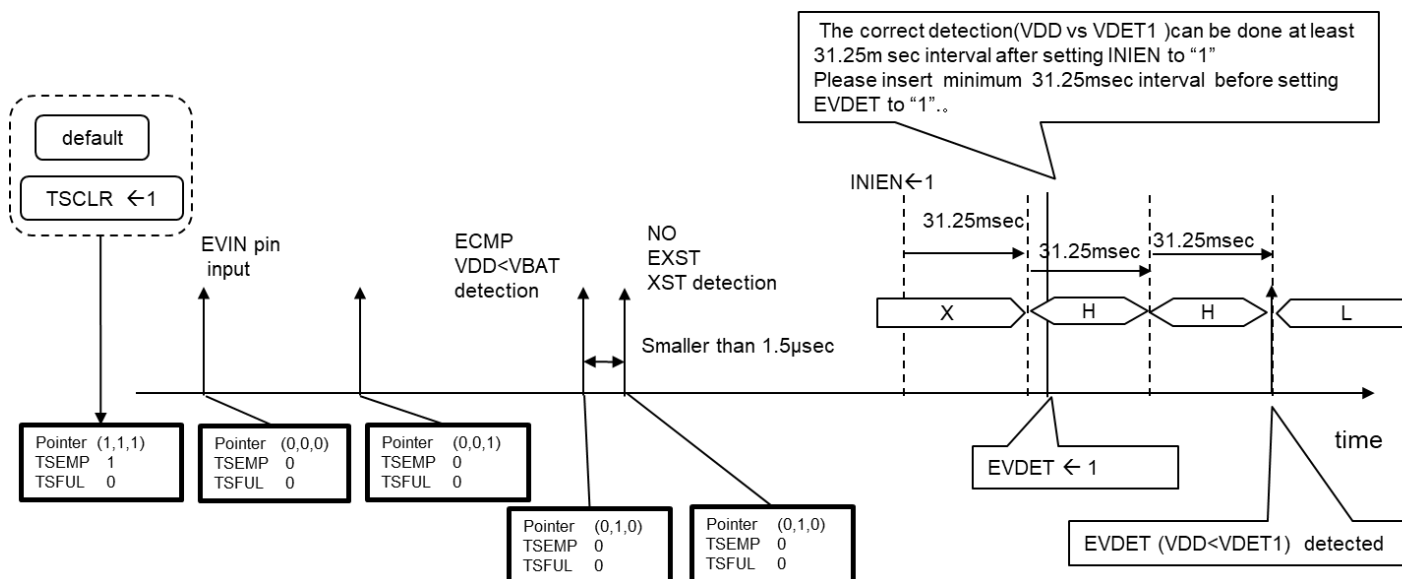 The correct detection(VDD vs VDET1 )can be done at least
31.25m sec interval after setting INIEN to “1”
Please insert minimum 31.25msec interval before setting
EVDET to “1”.。
default
TSCLR ←1
INIEN←1
31.25msec
31.25msec
31.25msec
EVIN pin
input
ECMP
VDD<VBAT
detection
NO
EXST
XST detection
X
H
H
L
Smaller than 1.5μsec
time
Pointer (1,1,1)
TSEMP 1
TSFUL 0
Pointer (0,0,0)
TSEMP 0
TSFUL 0
Pointer (0,0,1)
TSEMP 0
TSFUL 0
EVDET ← 1
Pointer (0,1,0)
TSEMP 0
TSFUL 0
Pointer (0,1,0)
TSEMP 0
TSFUL 0
EVDET (VDD<VDET1) detected